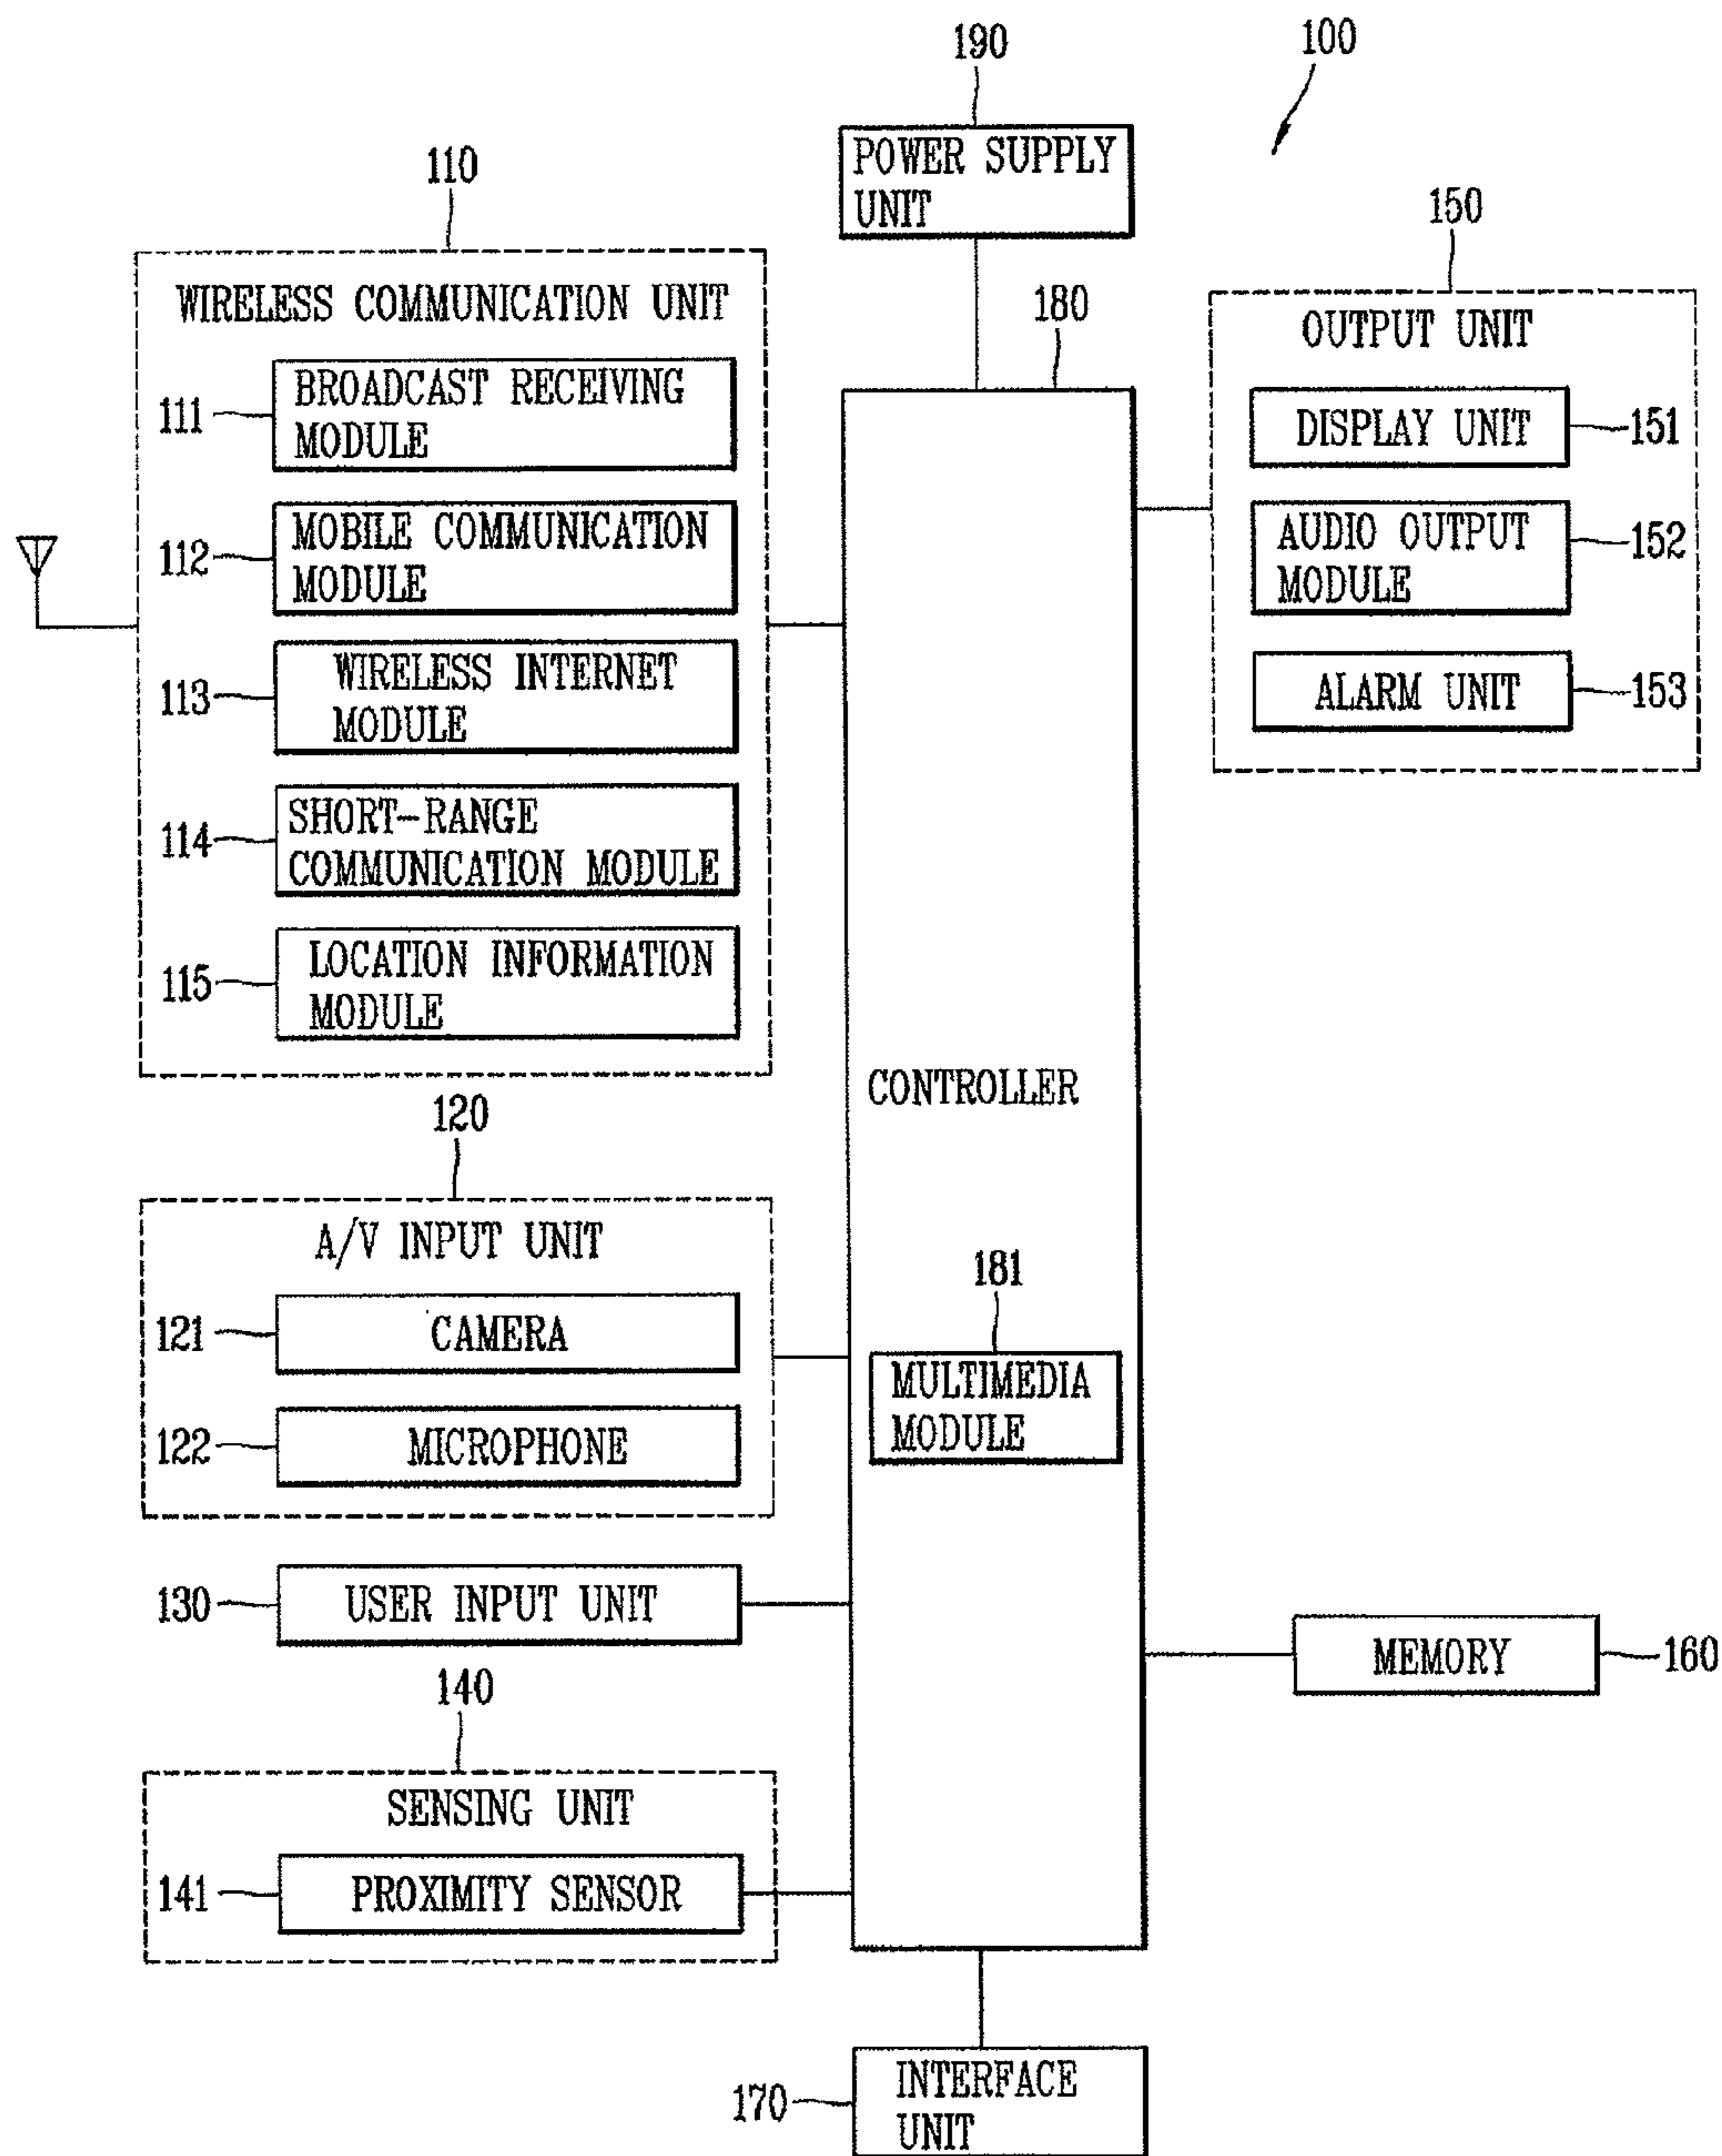 190
100
POWER SUPPLY
UNIT
110
WIRELESS COMMUNICATION UNIT
111
BROADCAST RECEIVING
MODULE
112
MOBILE COMMUNICATION
MODULE
113
WIRELESS INTERNET
MODULE
114
SHORT-RANGE
COMMUNICATION MODULE
115
LOCATION INFORMATION
MODULE
120
A/V INPUT UNIT
121
CAMERA
122
MICROPHONE
130
USER INPUT UNIT
140
SENSING UNIT
141
PROXIMITY SENSOR
180
CONTROLLER
181
MULTIMEDIA
MODULE
150
OUTPUT UNIT
DISPLAY UNIT
151
AUDIO OUTPUT
MODULE
152
ALARM UNIT
153
MEMORY
160
170
INTERFACE
UNIT